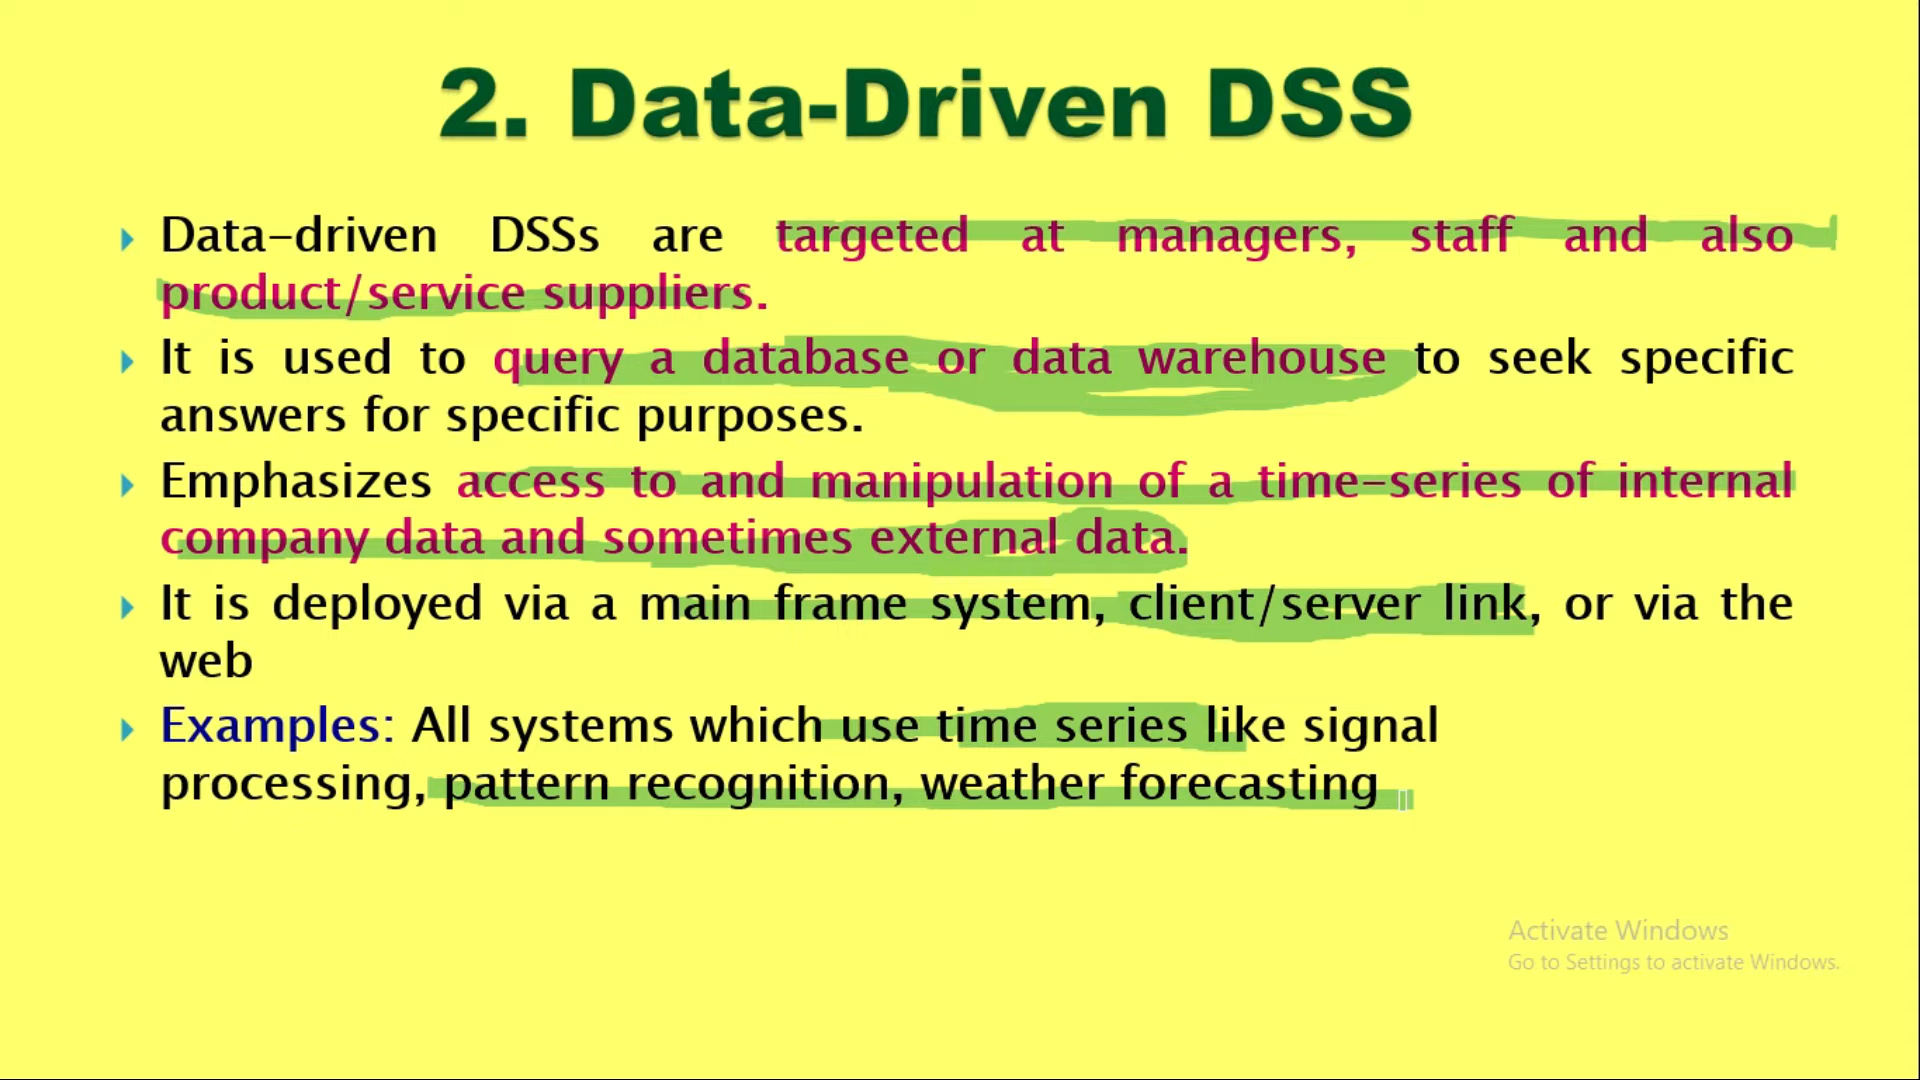 2. Data-Driven DSS
Data-driven DSSs are targeted at managers, staff and also
product/service suppliers.
It is used to query a database or data warehouse to seek specific
answers for specific purposes.
Emphasizes access to and manipulation of a time-series of internal
company data and sometimes external data.
It is deployed via a main frame system, client/server link, or via the
web
Examples: All systems which use time series like signal
processing, pattern recognition, weather forecasting
Activate Windows
Go to Settings to activate Windows.